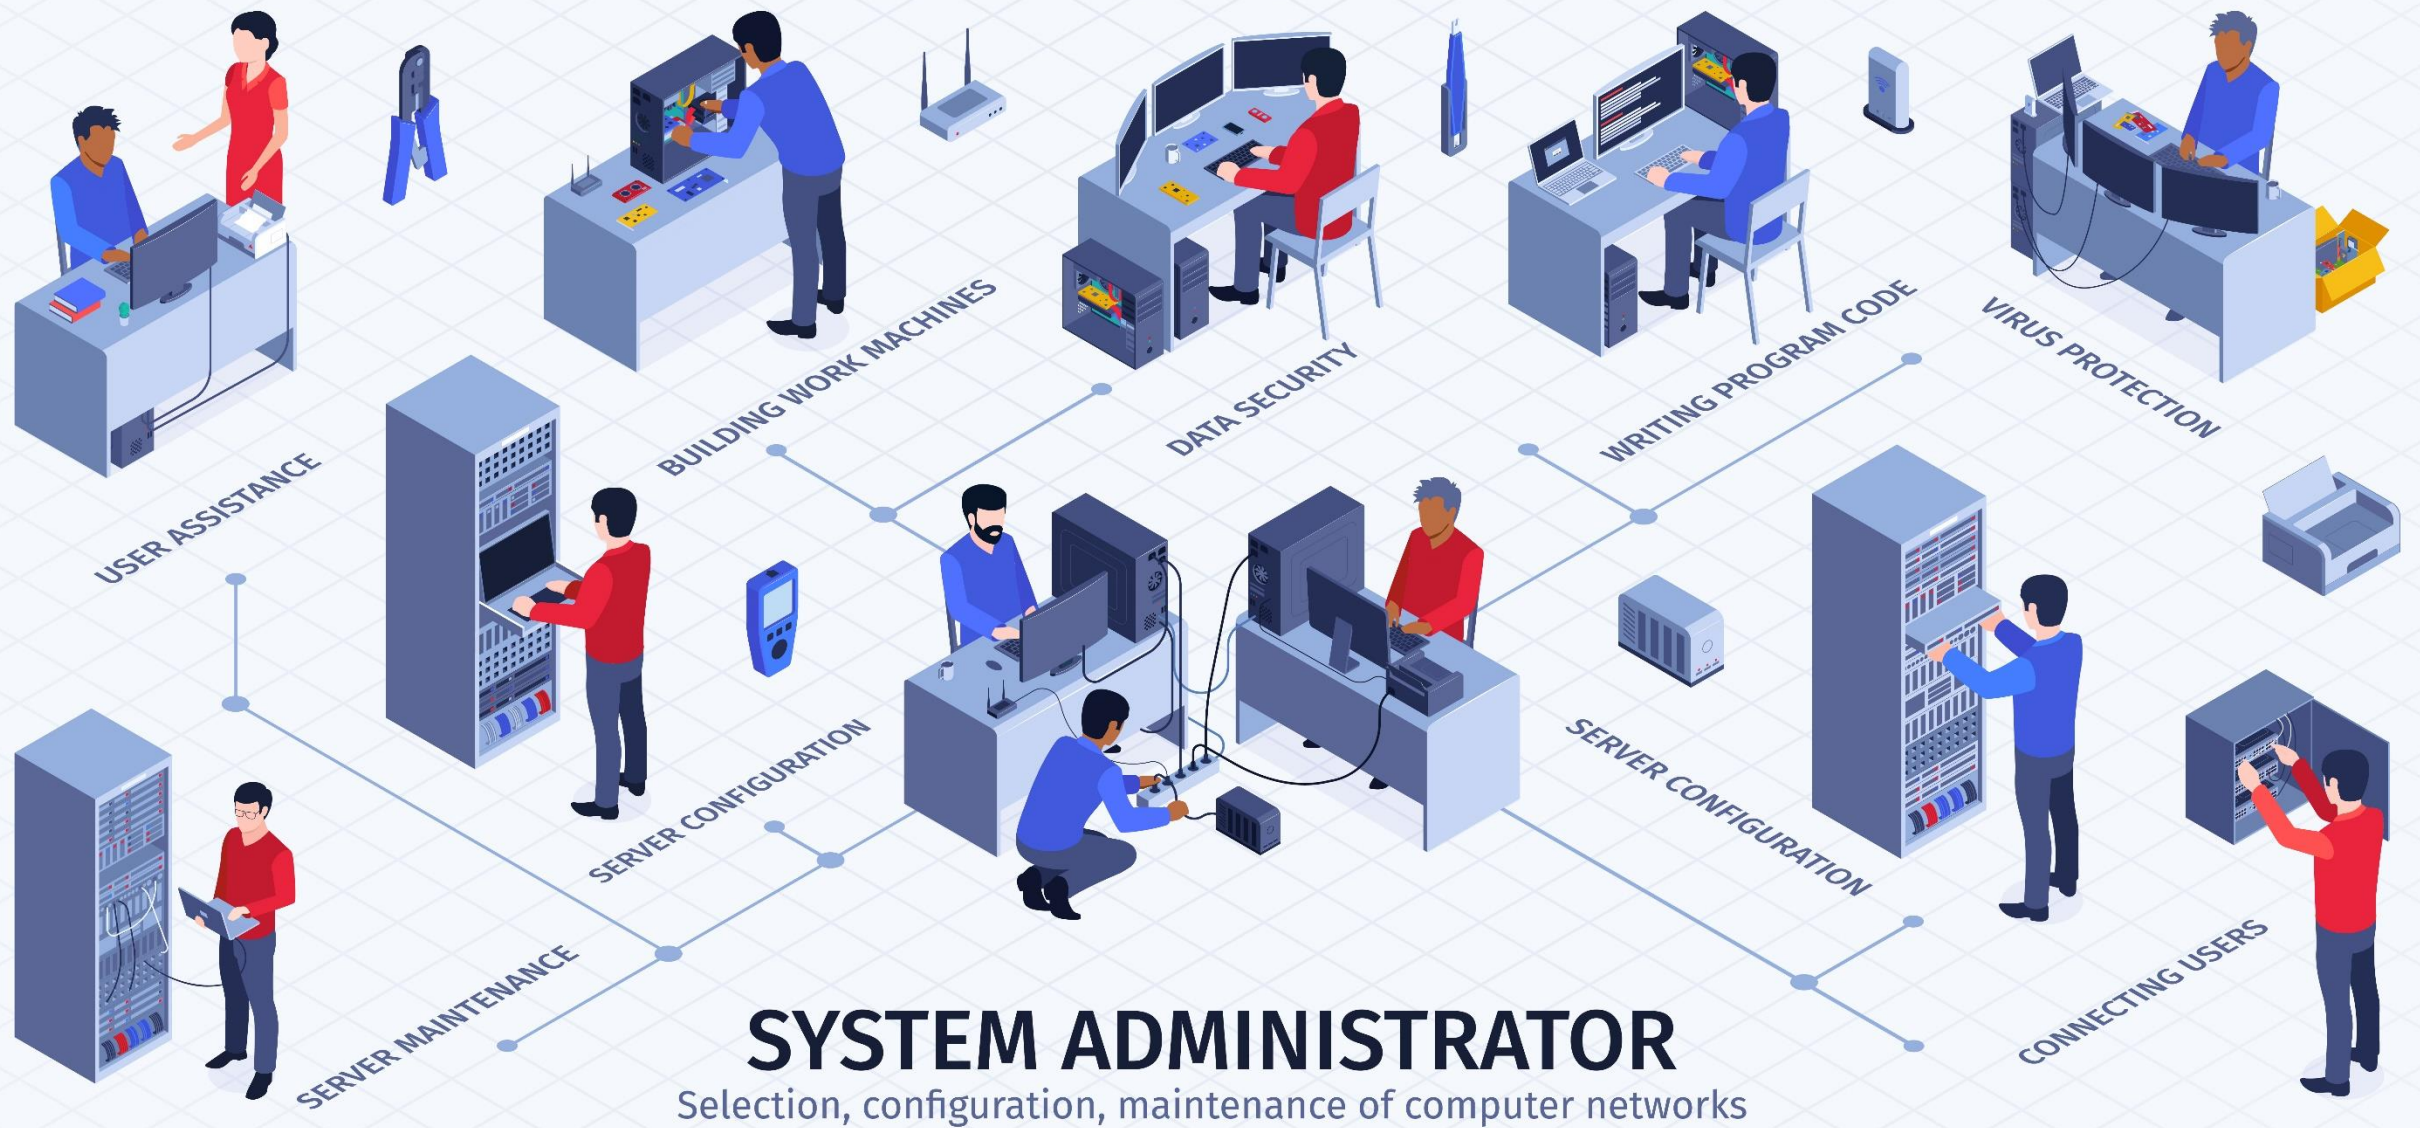 BUILDING WORK MACHINES
DATA SECURITY
WRITING PROGRAM CODE
VIRUS PROTECTION
USER ASSISTANCE
SERVER CONFIGURATION
SERVER CONFIGURATION
SERVER MAINTENANCE
CONNECTING USERS
SYSTEM ADMINISTRATOR
Selection, configuration, maintenance of computer networks